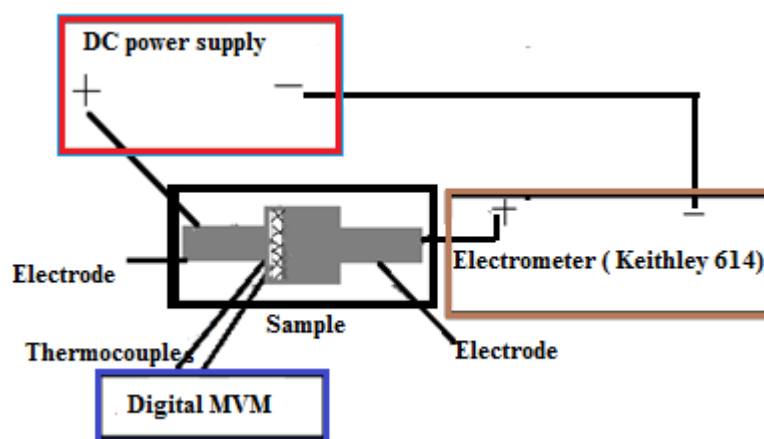 DC power supply
+ −
+ −
Electrode
Electrometer ( Keithley 614)
Sample
Thermocouples
Electrode
Digital MVM